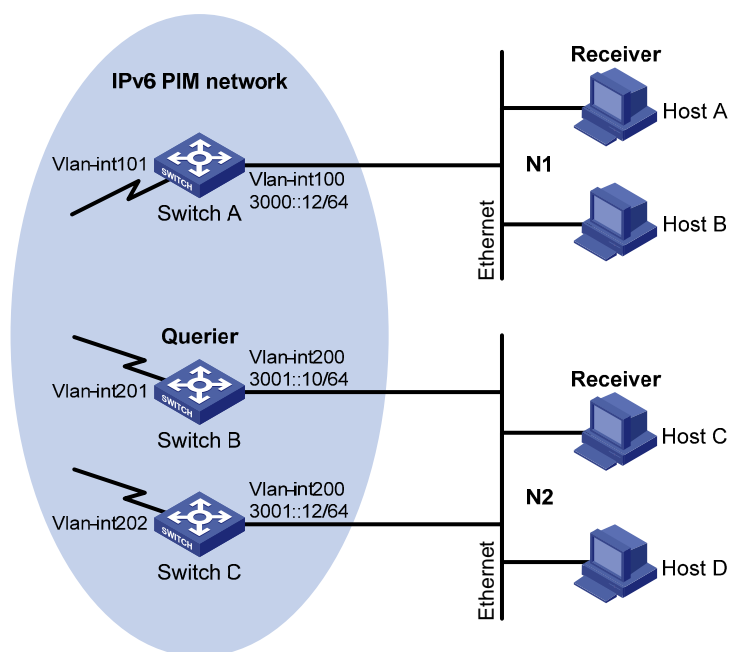 IPv6 PIM network
Receiver
Host A
Vlan-int101
SWITCH
Vlan-int100
3000::12/64
N1
Switch A
Ethernet
Host B
Querier
Vlan-int200
3001::10/64
Vlan-int201
SWITCH
Receiver
Host C
Switch B
Vlan-int200
3001::12/64
N2
Vlan-int202
SWITCH
Switch C
Ethernet
Host D